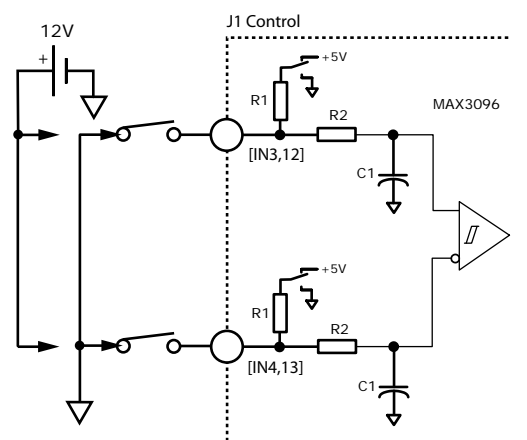 J1 Control
12V
+
+5V
R1
R2
MAX3096
[IN3,12]
C1
+5V
R1
R2
[IN4,13]
C1